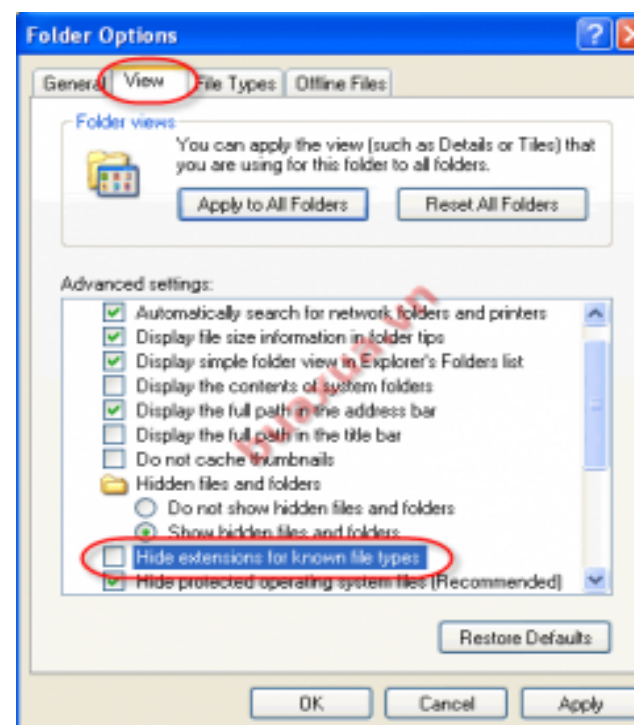 Folder Options
General View File Types Offline Files
Folder views
You can apply the view (such as Details or Tiles) that
you are using for this folder to all folders.
Apply to All Folders Reset All Folders
Advanced settings:
Automatically search for network folders and printers
Display file size information in folder tips
Display simple folder view in Explorer's Folders list
Display the contents of system folders
Display the full path in the address bar
Display the full path in the title bar
Do not cache thumbnails
Hidden files and folders
Do not show hidden files and folders
Show hidden files and folders
Hide extensions for known file types
Hide protected operating system files (Recommended)
Restore Defaults
OK Cancel Apply
buaxua.vn